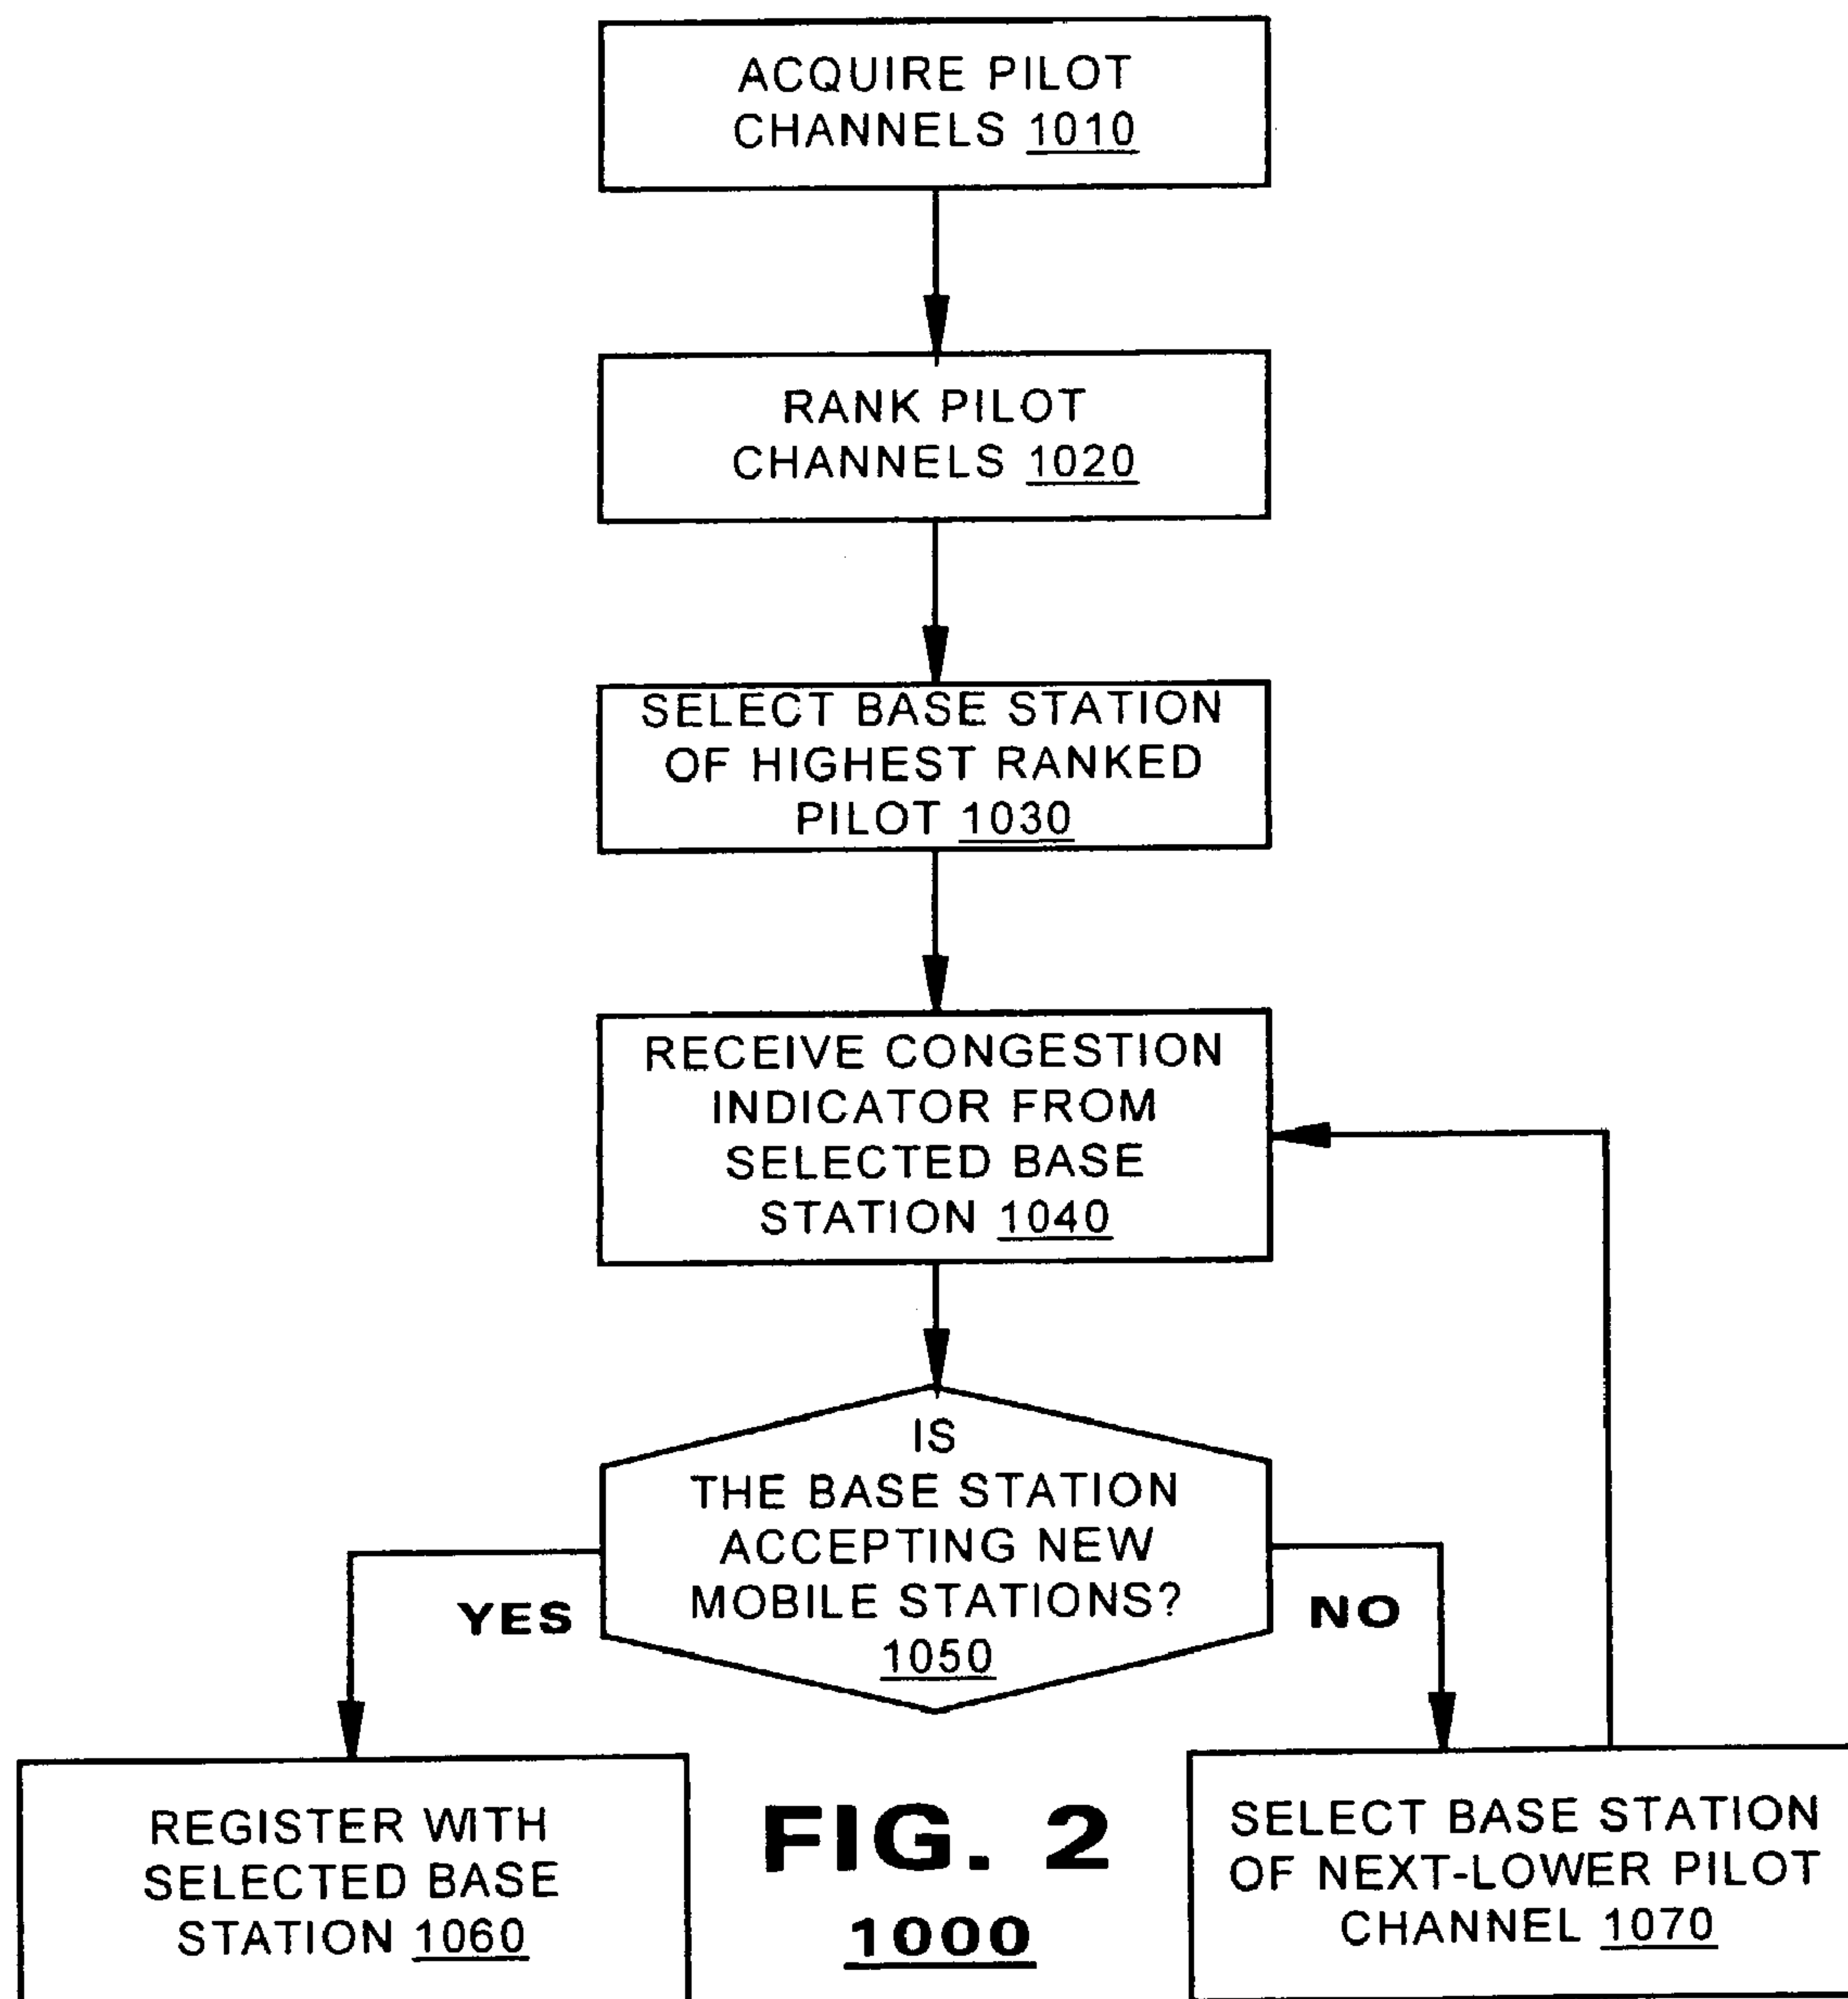 ACQUIRE PILOT
CHANNELS 1010
RANK PILOT
CHANNELS 1020
SELECT BASE STATION
OF HIGHEST RANKED
PILOT 1030
RECEIVE CONGESTION
INDICATOR FROM
SELECTED BASE
STATION 1040
IS
THE BASE STATION
ACCEPTING NEW
MOBILE STATIONS?
1050
YES
NO
REGISTER WITH
SELECTED BASE
STATION 1060
SELECT BASE STATION
OF NEXT-LOWER PILOT
CHANNEL 1070
FIG. 2
1000